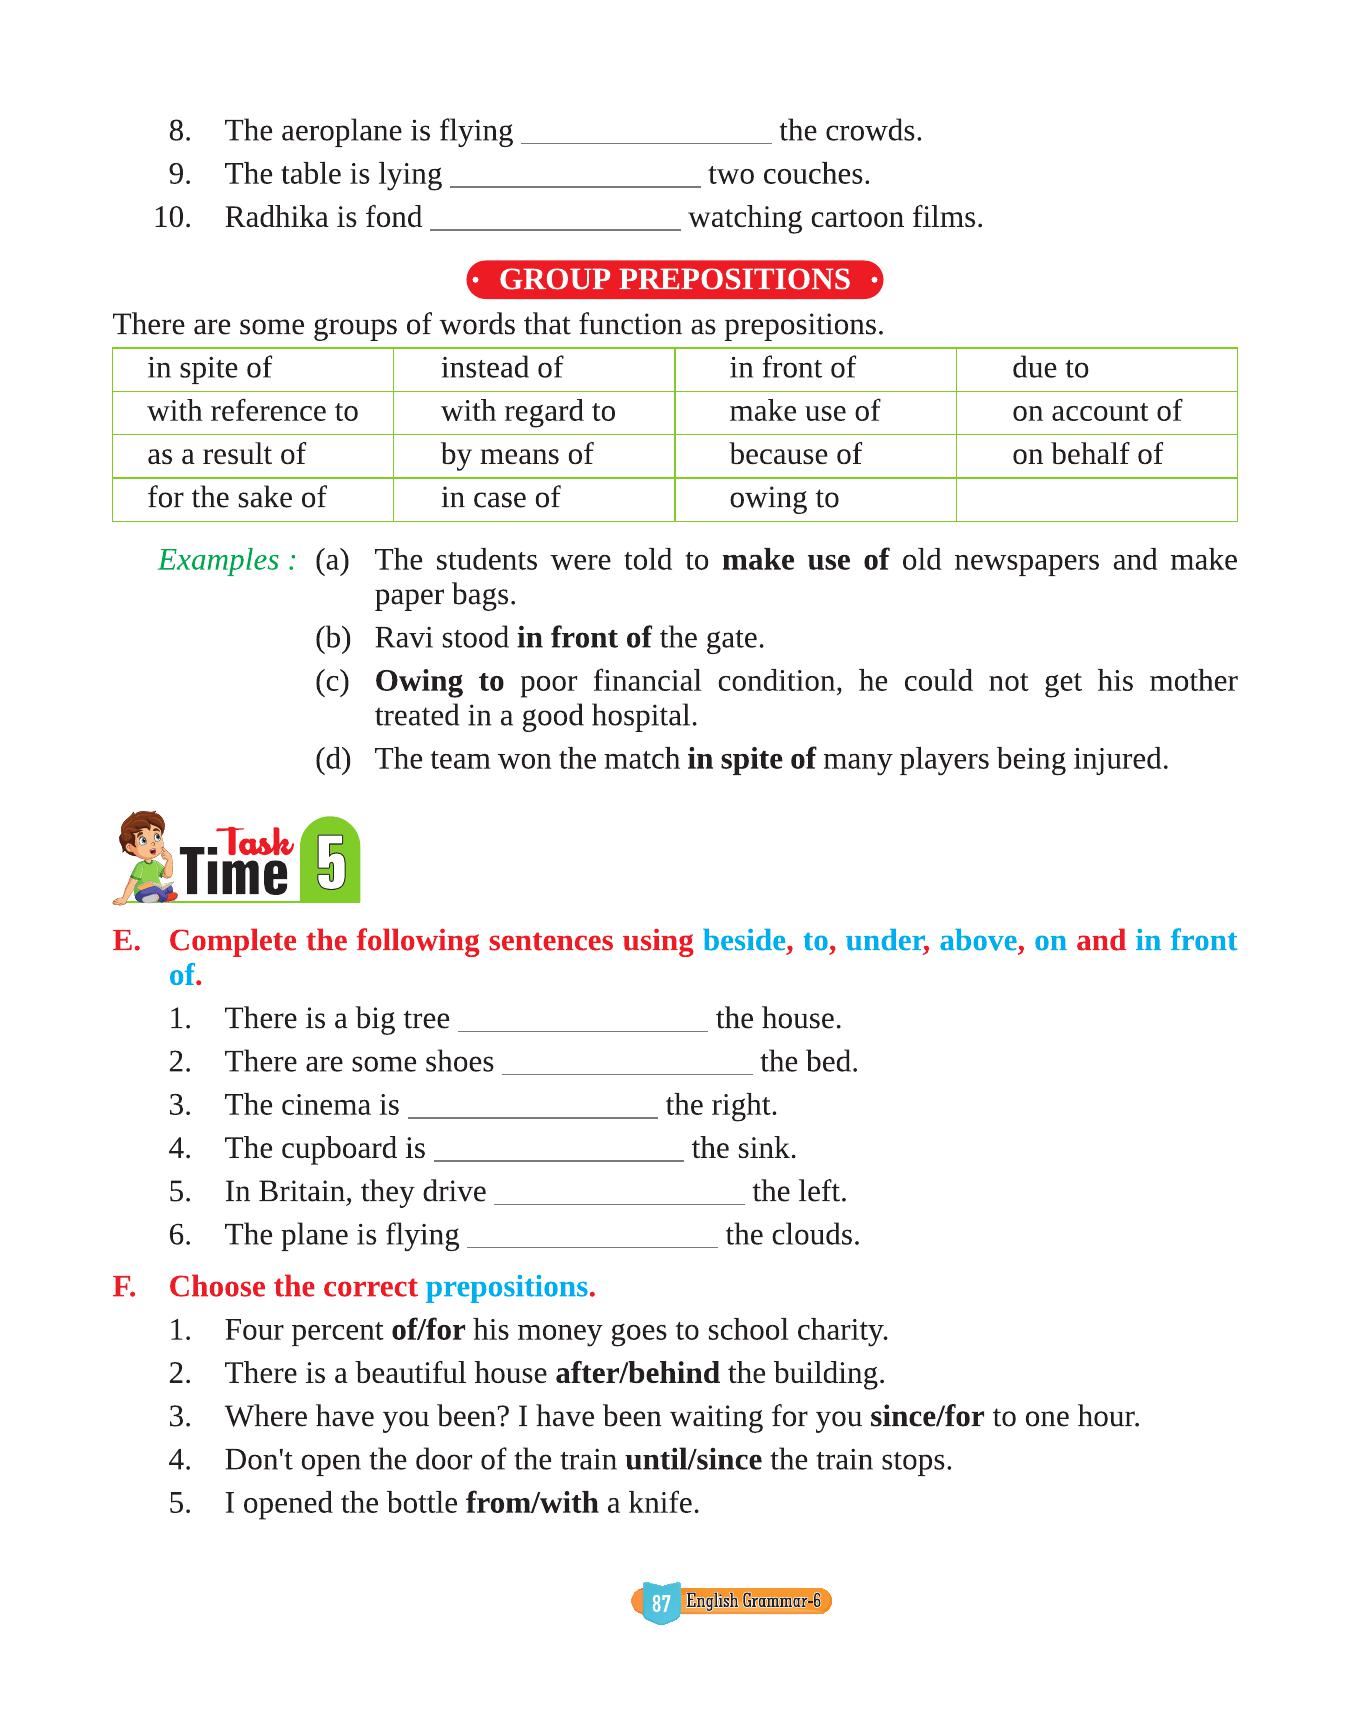 8. The aeroplane is flying ________________ the crowds.
9. The table is lying ________________ two couches.
10. Radhika is fond ________________ watching cartoon films.
GROUP PREPOSITIONS
There are some groups of words that function as prepositions.
in spite of instead of in front of due to
with reference to with regard to make use of on account of
as a result of by means of because of on behalf of
for the sake of in case of owing to
Examples : (a) The students were told to make use of old newspapers and make
paper bags.
(b) Ravi stood in front of the gate.
(c) Owing to poor financial condition, he could not get his mother
treated in a good hospital.
(d) The team won the match in spite of many players being injured.
Task
Time 5
E. Complete the following sentences using beside, to, under, above, on and in front
of.
1. There is a big tree ________________ the house.
2. There are some shoes ________________ the bed.
3. The cinema is ________________ the right.
4. The cupboard is ________________ the sink.
5. In Britain, they drive ________________ the left.
6. The plane is flying ________________ the clouds.
F. Choose the correct prepositions.
1. Four percent of/for his money goes to school charity.
2. There is a beautiful house after/behind the building.
3. Where have you been? I have been waiting for you since/for to one hour.
4. Don't open the door of the train until/since the train stops.
5. I opened the bottle from/with a knife.
87 English Grammar-6